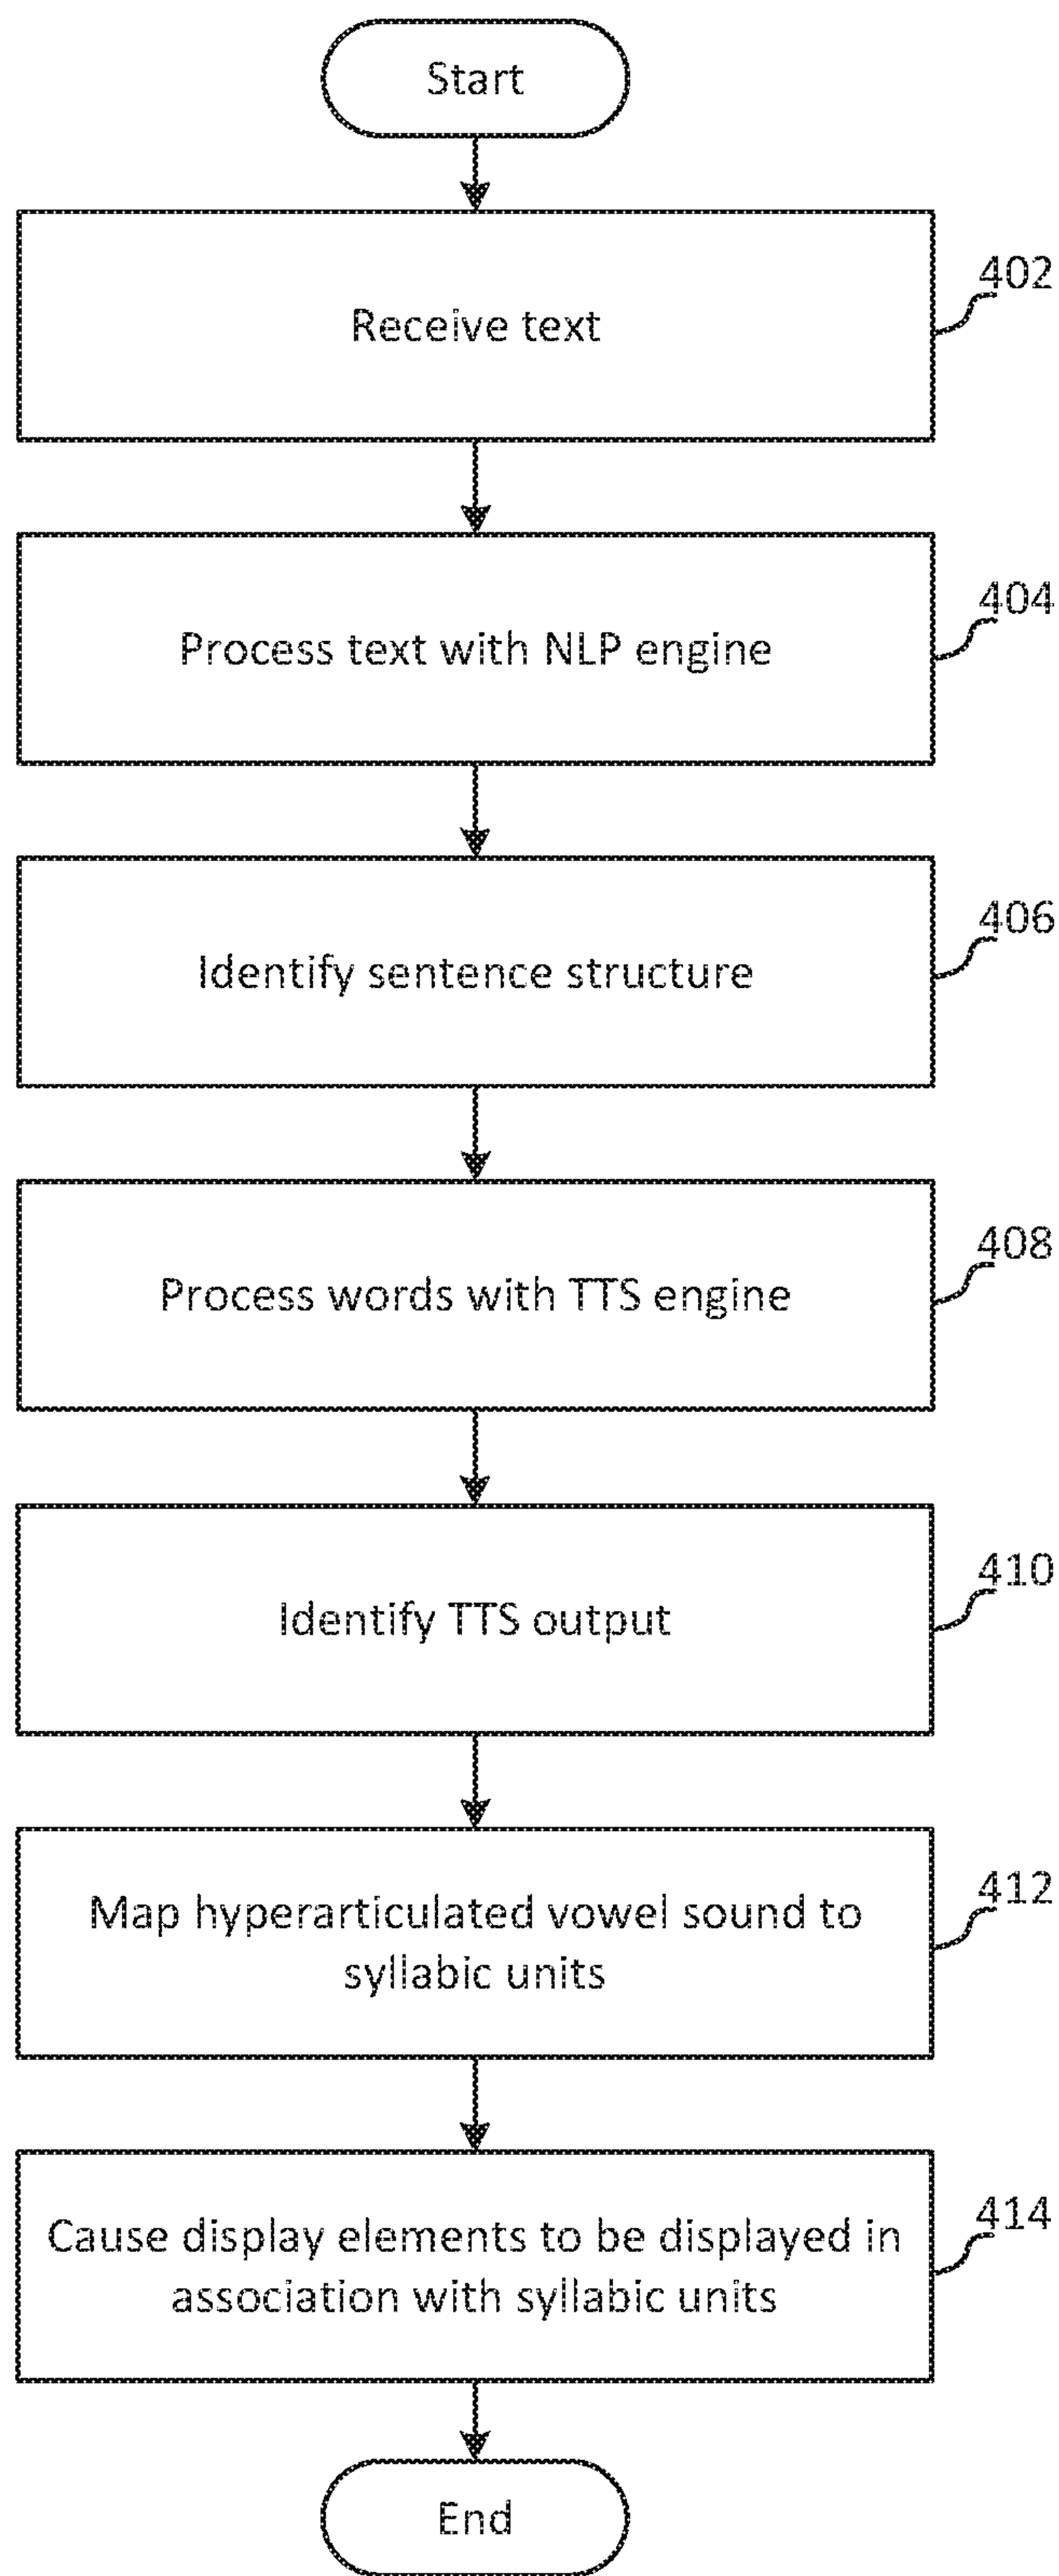 Start
402
Receive text
404
Process text with NLP engine
406
Identify sentence structure
408
Process words with TTS engine
410
Identify TTS output
412
Map hyperarticulated vowel sound to
syllabic units
414
Cause display elements to be displayed in
association with syllabic units
End